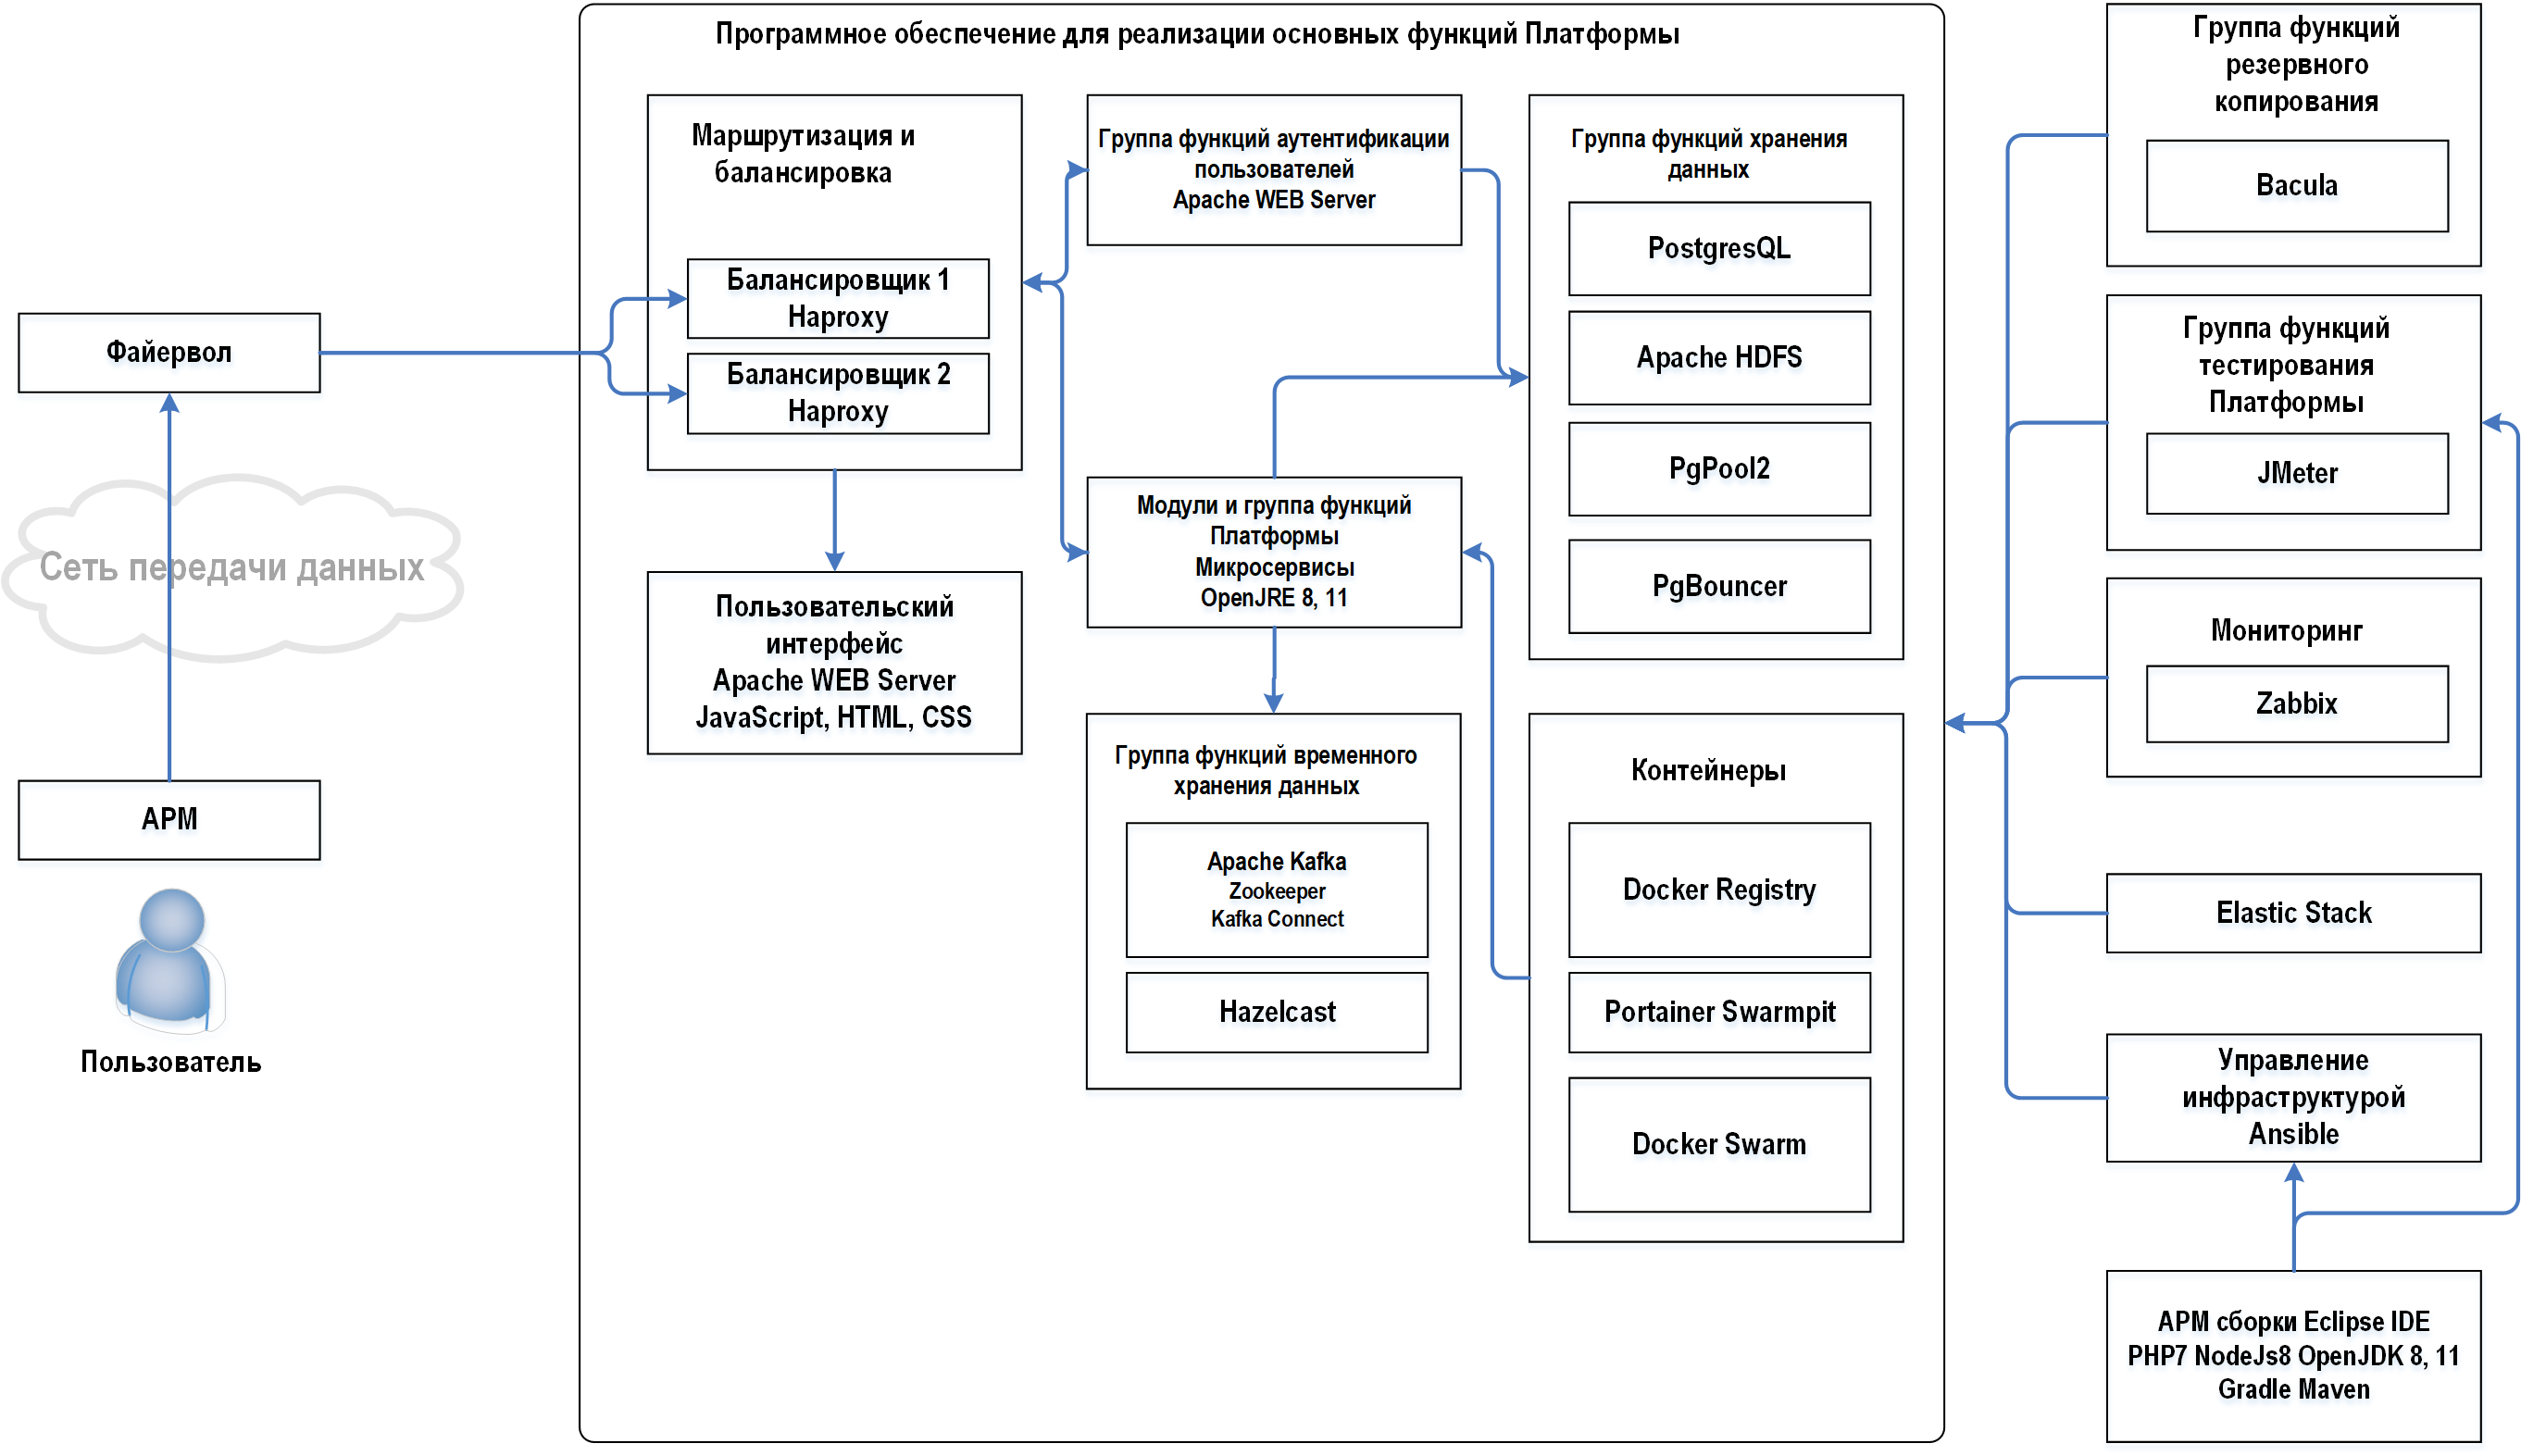 Программное обеспечение для реализации основных функций Платформы
Файервол
Сеть передачи данных
АРМ
Пользователь
Маршрутизация и
балансировка
Балансировщик 1
Haproxy
Балансировщик 2
Haproxy
Пользовательский
интерфейс
Apache WEB Server
JavaScript, HTML, CSS
Группа функций аутентификации
пользователей
Apache WEB Server
Модули и группа функций
Платформы
Микросервисы
OpenJRE 8, 11
Группа функций временного
хранения данных
Apache Kafka
Zookeeper
Kafka Connect
Hazelcast
Группа функций хранения
данных
PostgresQL
Apache HDFS
PgPool2
PgBouncer
Контейнеры
Docker Registry
Portainer Swarmpit
Docker Swarm
Группа функций
резервного
копирования
Bacula
Группа функций
тестирования
Платформы
JMeter
Мониторинг
Zabbix
Elastic Stack
Управление
инфраструктурой
Ansible
АРМ сборки Eclipse IDE
PHP7 NodeJs8 OpenJDK 8, 11
Gradle Maven